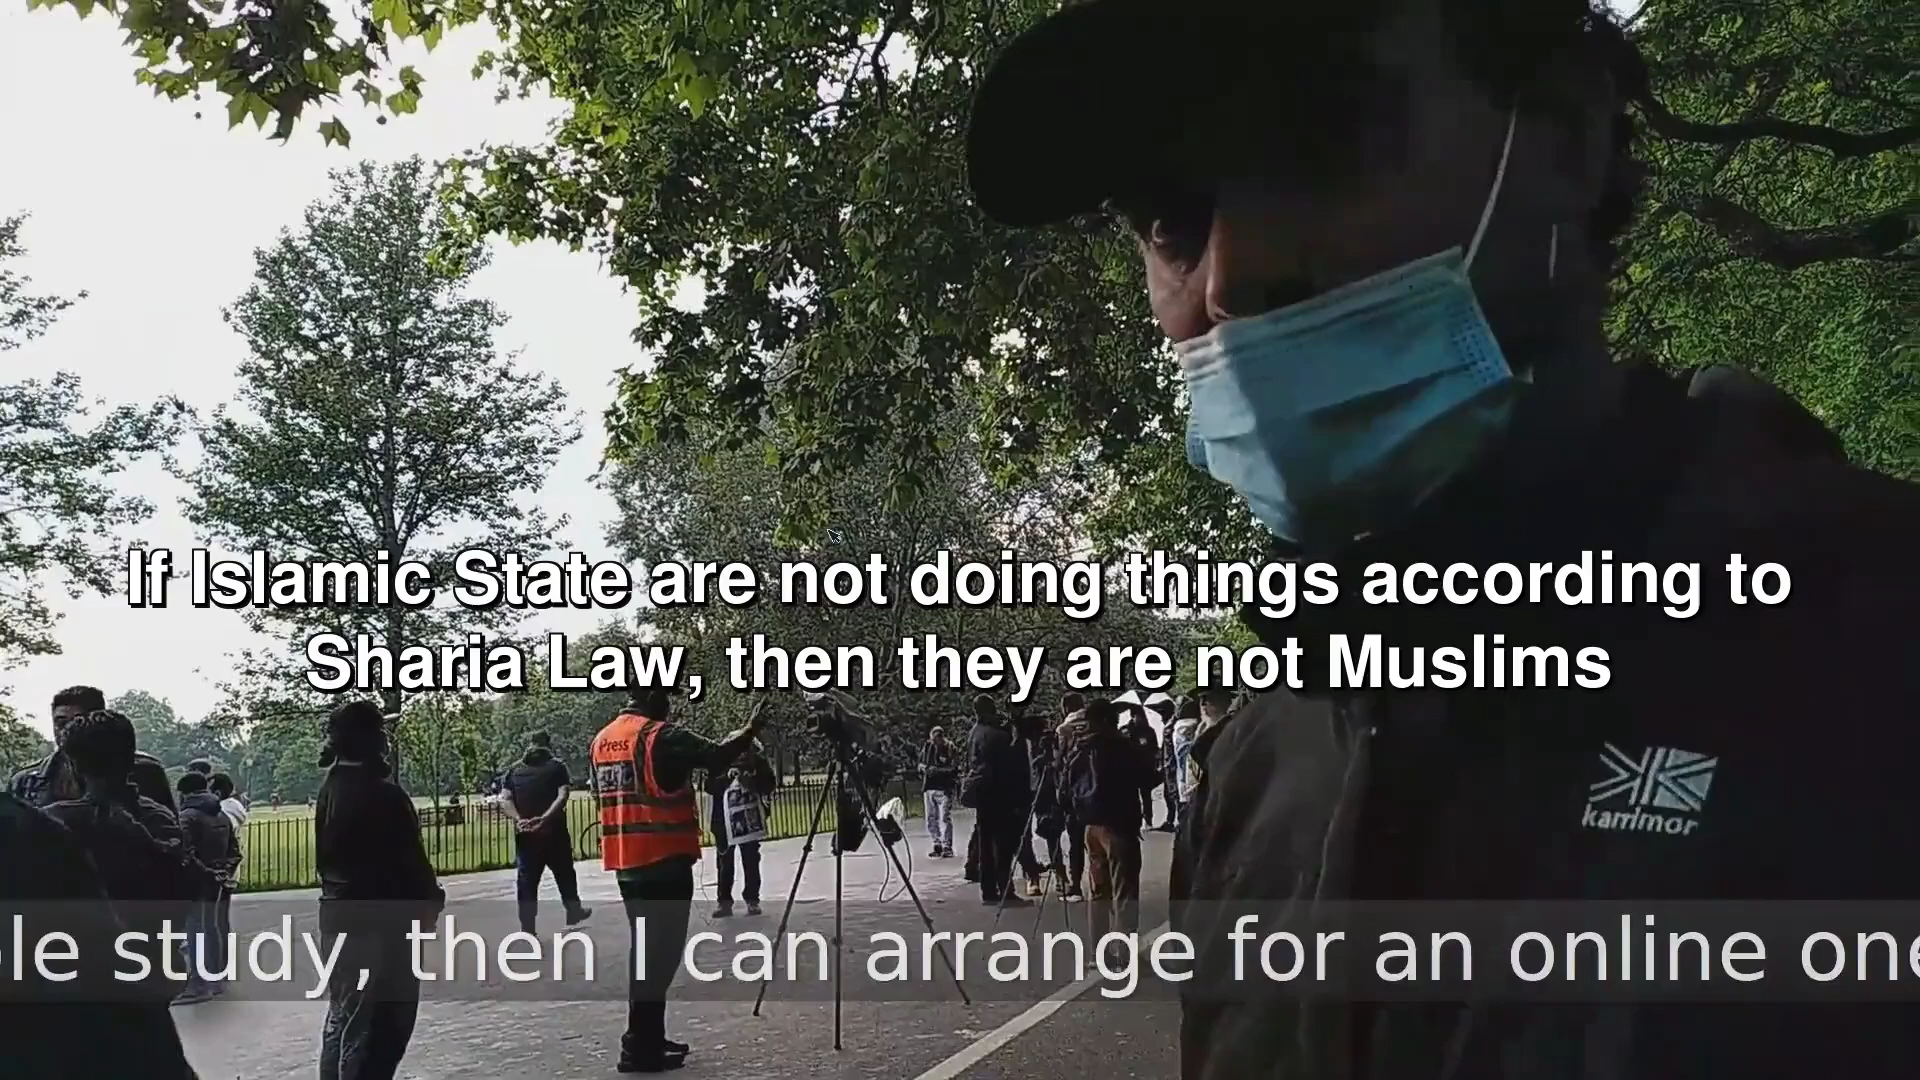 If Islamic State are not doing things according to
Sharia Law, then they are not Muslims
Press
karrimor
le study, then I can arrange for an online one